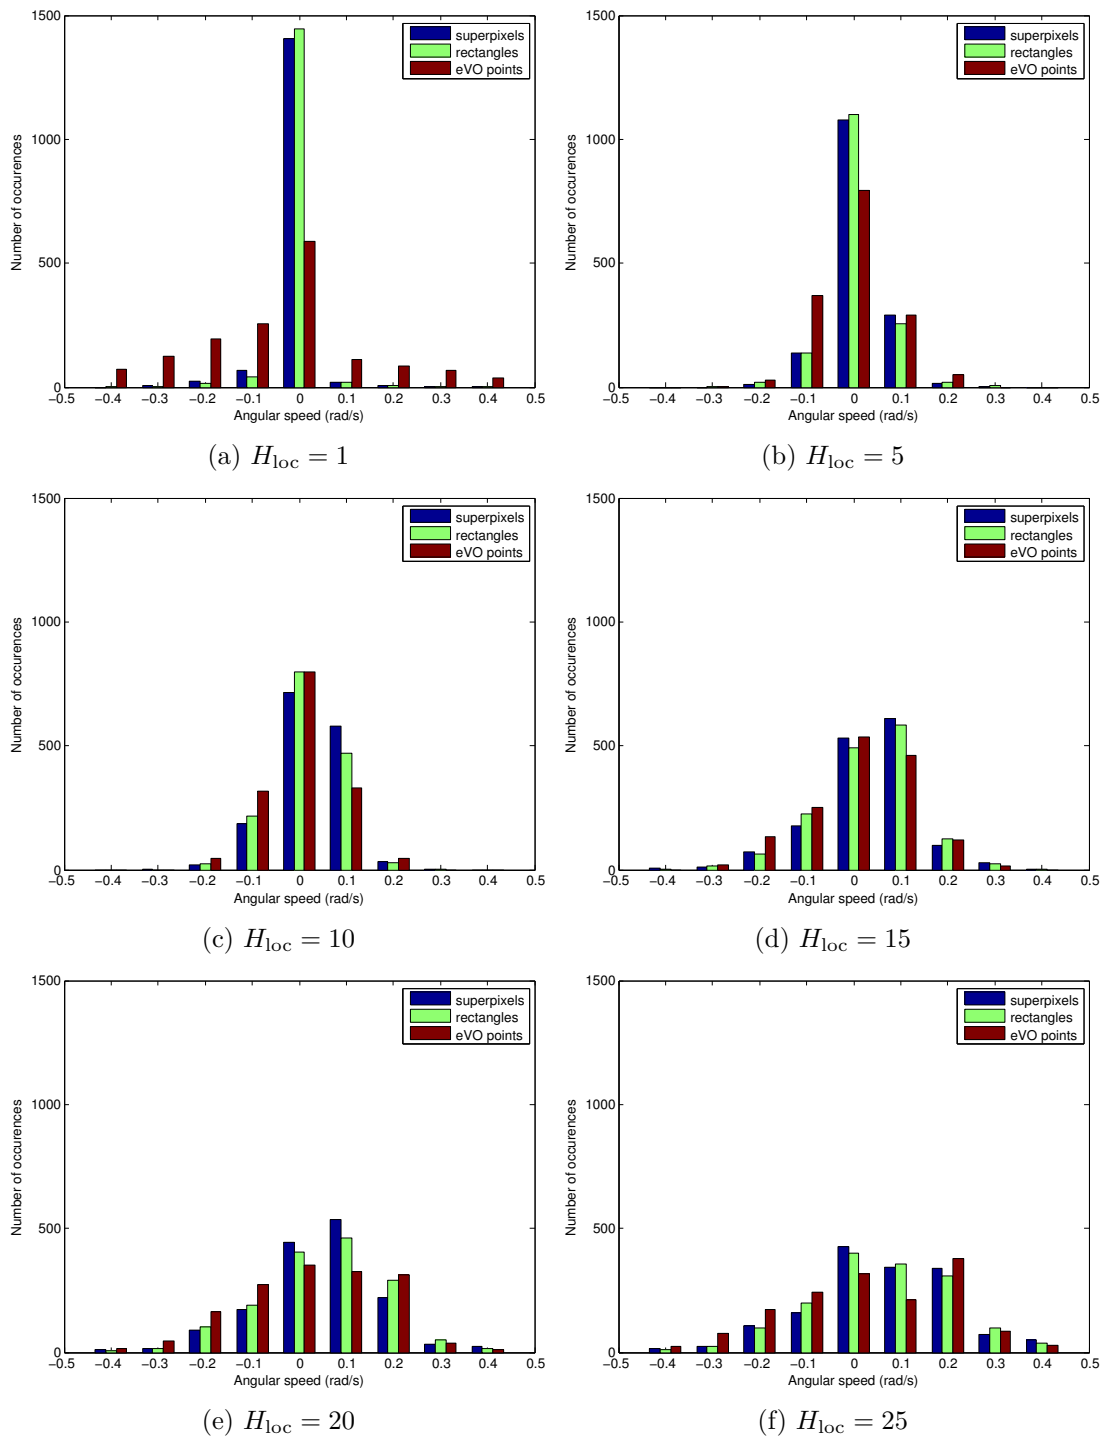 1500
1000
500
0
−0.5 −0.4 −0.3 −0.2 −0.1 0 0.1 0.2 0.3 0.4 0.5
Number of occurences
Angular speed (rad/s)
superpixels
rectangles
eVO points
(a) H_loc = 1
1500
1000
500
0
−0.5 −0.4 −0.3 −0.2 −0.1 0 0.1 0.2 0.3 0.4 0.5
Number of occurences
Angular speed (rad/s)
superpixels
rectangles
eVO points
(b) H_loc = 5
1500
1000
500
0
−0.5 −0.4 −0.3 −0.2 −0.1 0 0.1 0.2 0.3 0.4 0.5
Number of occurences
Angular speed (rad/s)
superpixels
rectangles
eVO points
(c) H_loc = 10
1500
1000
500
0
−0.5 −0.4 −0.3 −0.2 −0.1 0 0.1 0.2 0.3 0.4 0.5
Number of occurences
Angular speed (rad/s)
superpixels
rectangles
eVO points
(d) H_loc = 15
1500
1000
500
0
−0.5 −0.4 −0.3 −0.2 −0.1 0 0.1 0.2 0.3 0.4 0.5
Number of occurences
Angular speed (rad/s)
superpixels
rectangles
eVO points
(e) H_loc = 20
1500
1000
500
0
−0.5 −0.4 −0.3 −0.2 −0.1 0 0.1 0.2 0.3 0.4 0.5
Number of occurences
Angular speed (rad/s)
superpixels
rectangles
eVO points
(f) H_loc = 25